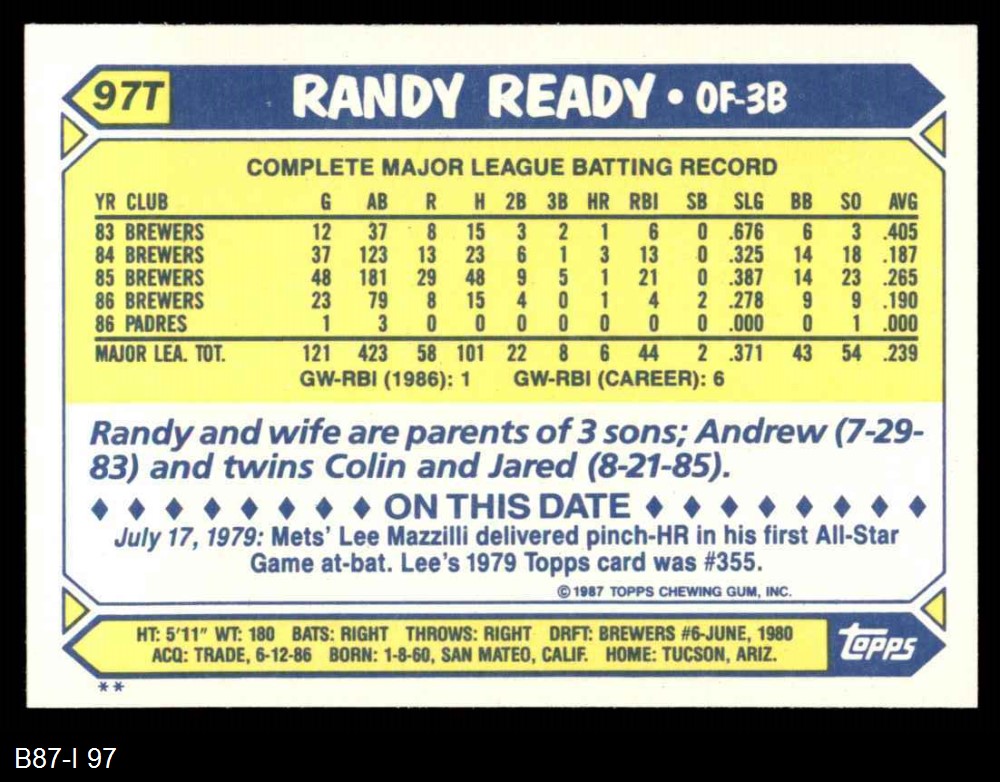 97T RANDY READY • OF-3B
COMPLETE MAJOR LEAGUE BATTING RECORD
YR CLUB G AB R H 2B 3B HR RBI SB SLG BB SO AVG
83 BREWERS 12 37 8 15 3 2 1 6 0 .676 6 3 .405
84 BREWERS 37 123 13 23 6 1 3 13 0 .325 14 18 .187
85 BREWERS 48 181 29 48 9 5 1 21 0 .387 14 23 .265
86 BREWERS 23 79 8 15 4 0 1 4 2 .278 9 9 .190
86 PADRES 1 3 0 0 0 0 0 0 0 .000 0 1 .000
MAJOR LEA. TOT. 121 423 58 101 22 8 6 44 2 .371 43 54 .239
GW-RBI (1986): 1 GW-RBI (CAREER): 6
Randy and wife are parents of 3 sons; Andrew (7-29-
83) and twins Colin and Jared (8-21-85).
ON THIS DATE
July 17, 1979: Mets' Lee Mazzilli delivered pinch-HR in his first All-Star
Game at-bat. Lee's 1979 Topps card was #355.
© 1987 TOPPS CHEWING GUM, INC.
HT: 5'11" WT: 180 BATS: RIGHT THROWS: RIGHT DRFT: BREWERS #6-JUNE, 1980
ACQ: TRADE, 6-12-86 BORN: 1-8-60, SAN MATEO, CALIF. HOME: TUCSON, ARIZ.
topps
**
B87-I 97